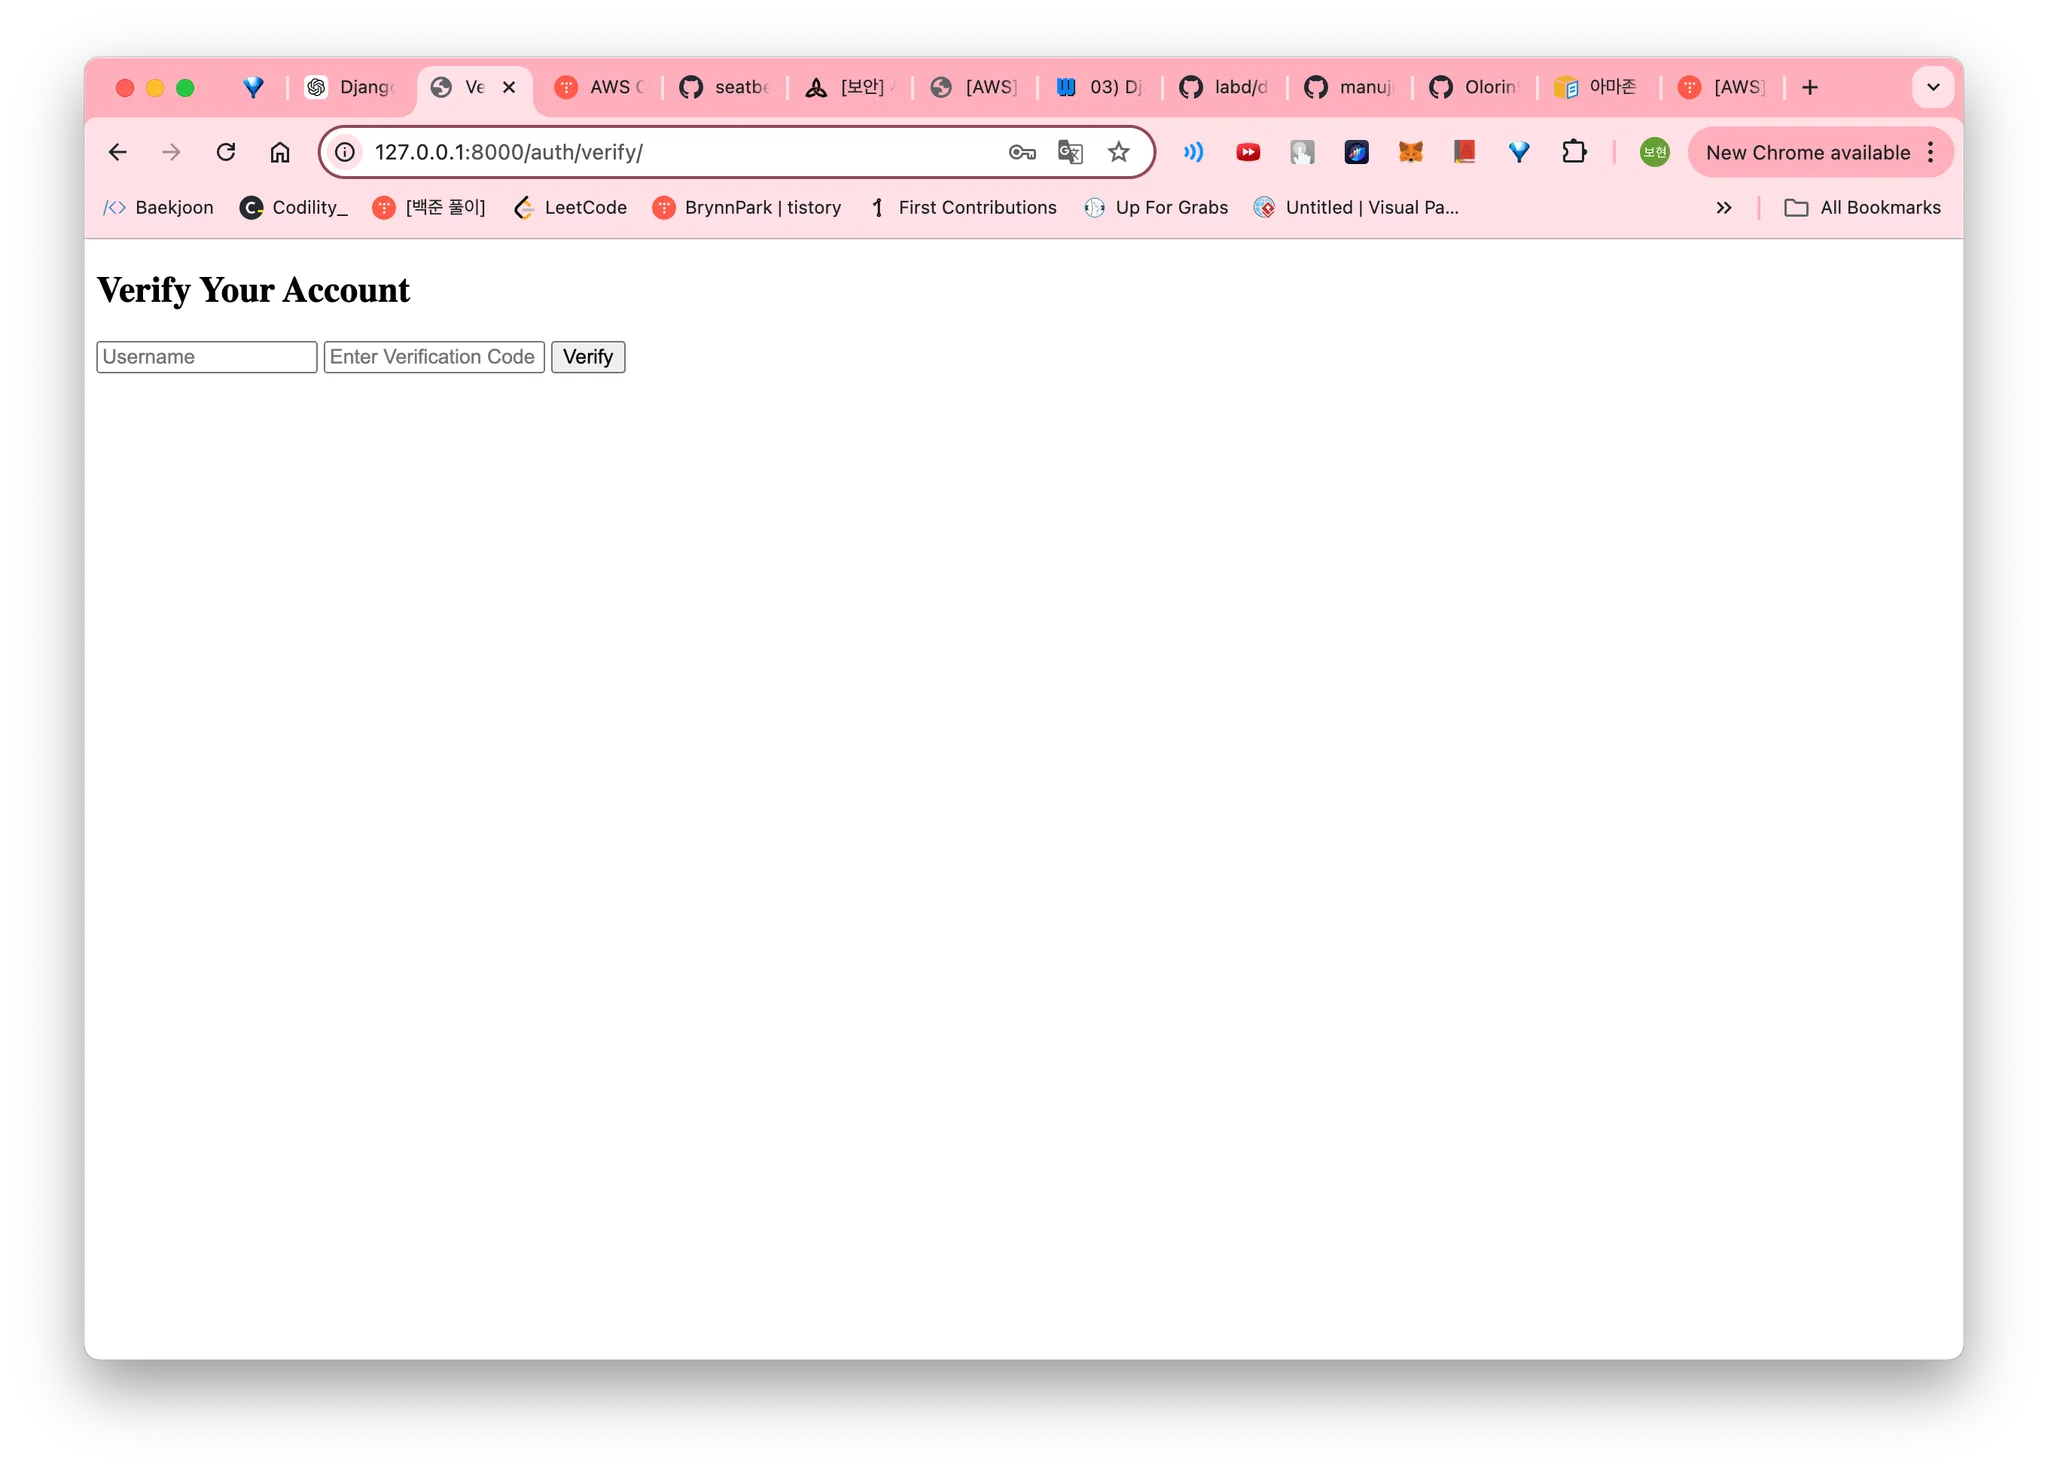 Djang Ve AWS seatbe [보안] [AWS] 03) Dj labd/d manuj Olorin 아마존 [AWS]
127.0.0.1:8000/auth/verify/ 보현 New Chrome available
Baekjoon Codility_ [백준 풀이] LeetCode BrynnPark | tistory First Contributions Up For Grabs Untitled | Visual Pa... All Bookmarks
Verify Your Account
Username Enter Verification Code Verify